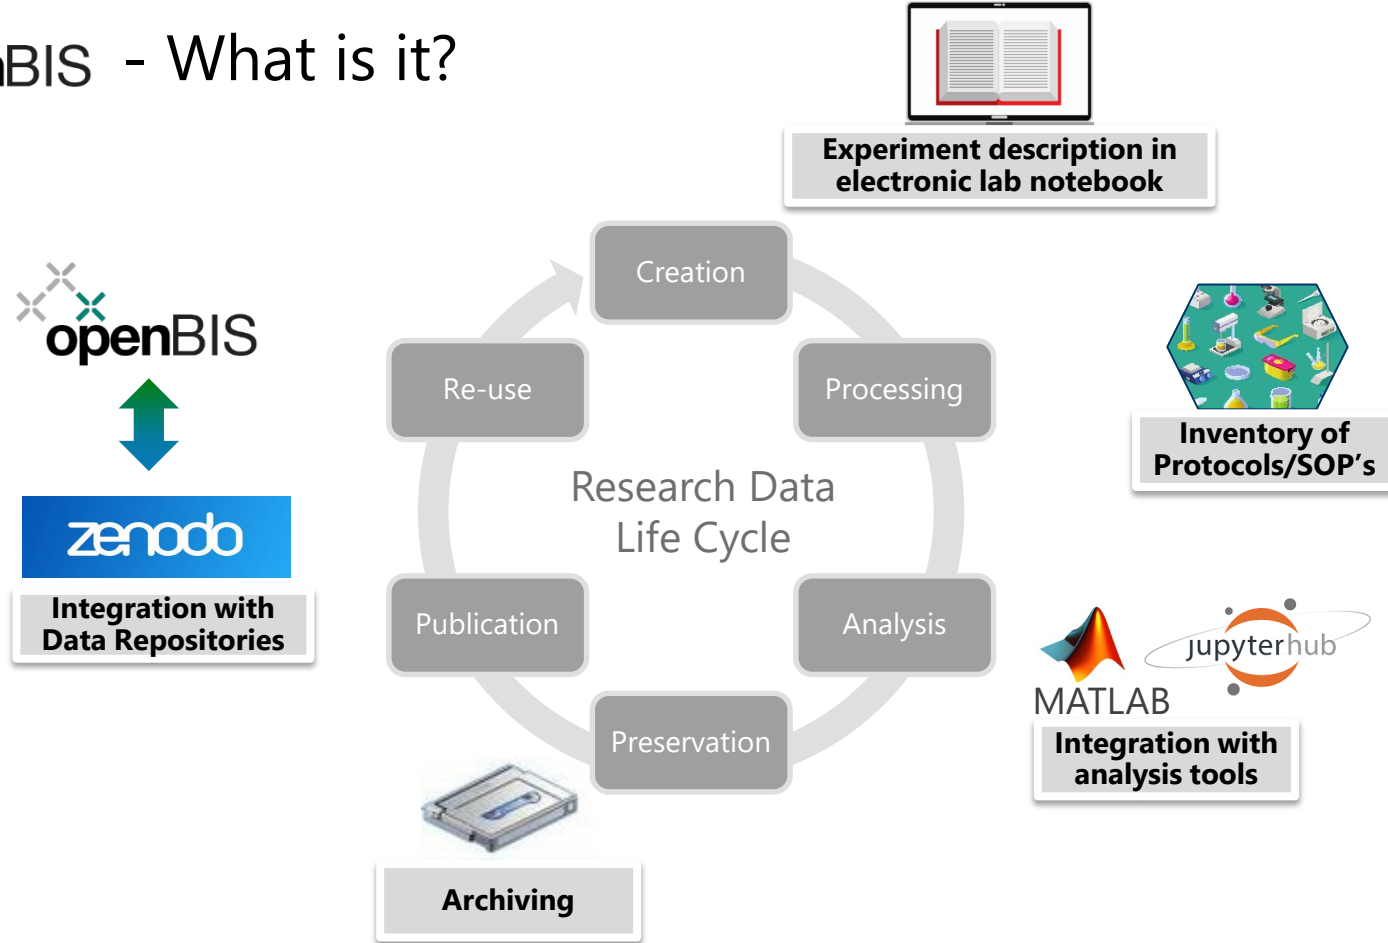 nBIS - What is it?
Experiment description in
electronic lab notebook
Creation
openBIS
Re-use
Processing
Inventory of
Protocols/SOP's
Research Data
Life Cycle
zenodo
Integration with
Data Repositories
Publication
Analysis
jupyterhub
MATLAB
Integration with
analysis tools
Preservation
Archiving